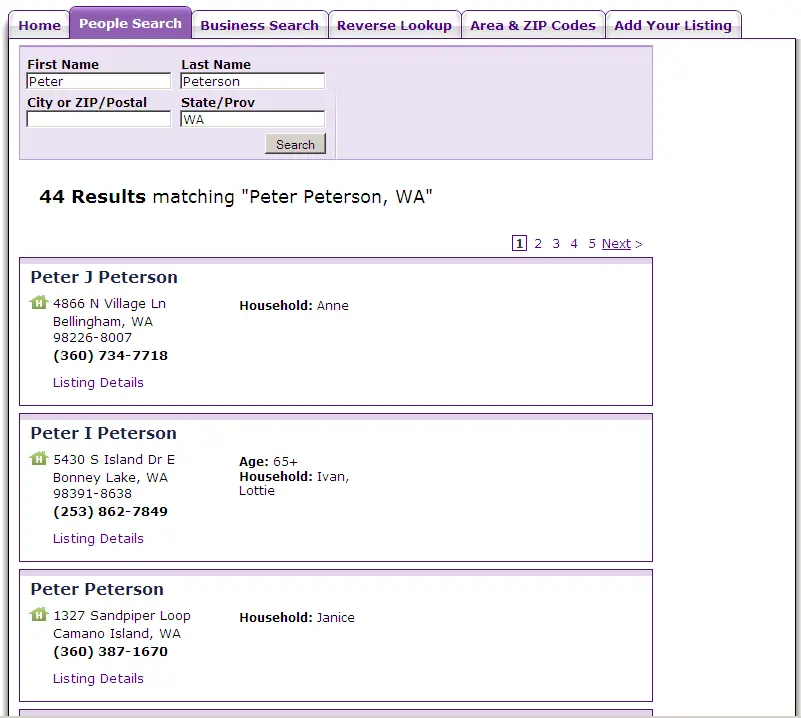 Home People Search Business Search Reverse Lookup Area & ZIP Codes Add Your Listing
First Name Last Name
Peter Peterson
City or ZIP/Postal State/Prov
WA
Search
44 Results matching "Peter Peterson, WA"
1 2 3 4 5 Next >
Peter J Peterson
4866 N Village Ln
Household: Anne
Bellingham, WA
98226-8007
(360) 734-7718
Listing Details
Peter I Peterson
5430 S Island Dr E
Age: 65+
Bonney Lake, WA
Household: Ivan,
98391-8638
Lottie
(253) 862-7849
Listing Details
Peter Peterson
1327 Sandpiper Loop
Household: Janice
Camano Island, WA
(360) 387-1670
Listing Details